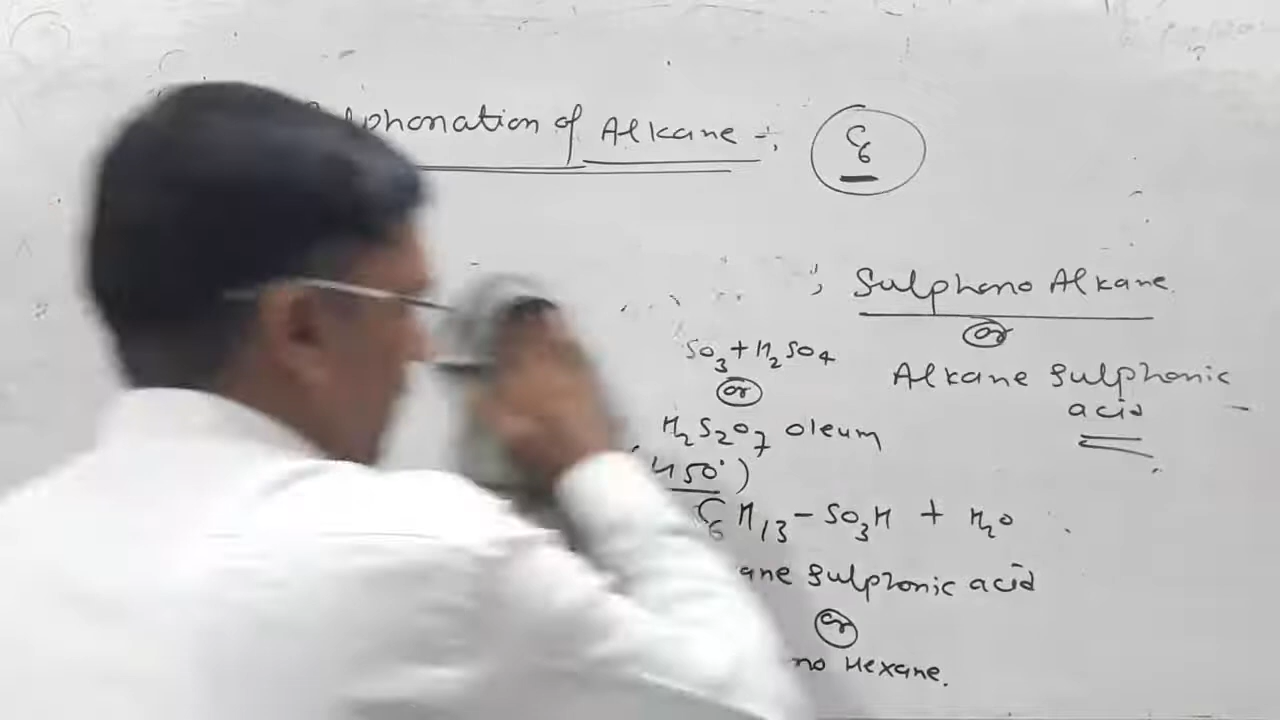 Sulphonation of Alkane -: C6
; Sulphono Alkane.
or
SO3 + H2SO4
Alkane Sulphonic
or
acid
H2S2O7 oleum
(450°)
C6H13 - SO3H + H2O
ane Sulphonic acid
or
no Hexane.